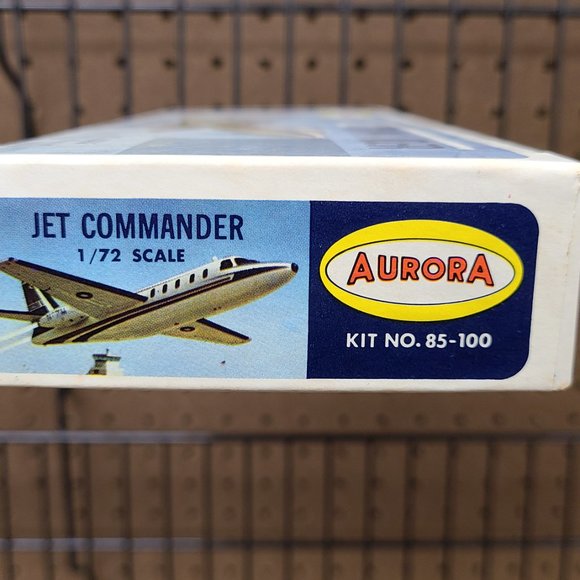 JET COMMANDER
1/72 SCALE
AURORA
KIT NO. 85-100